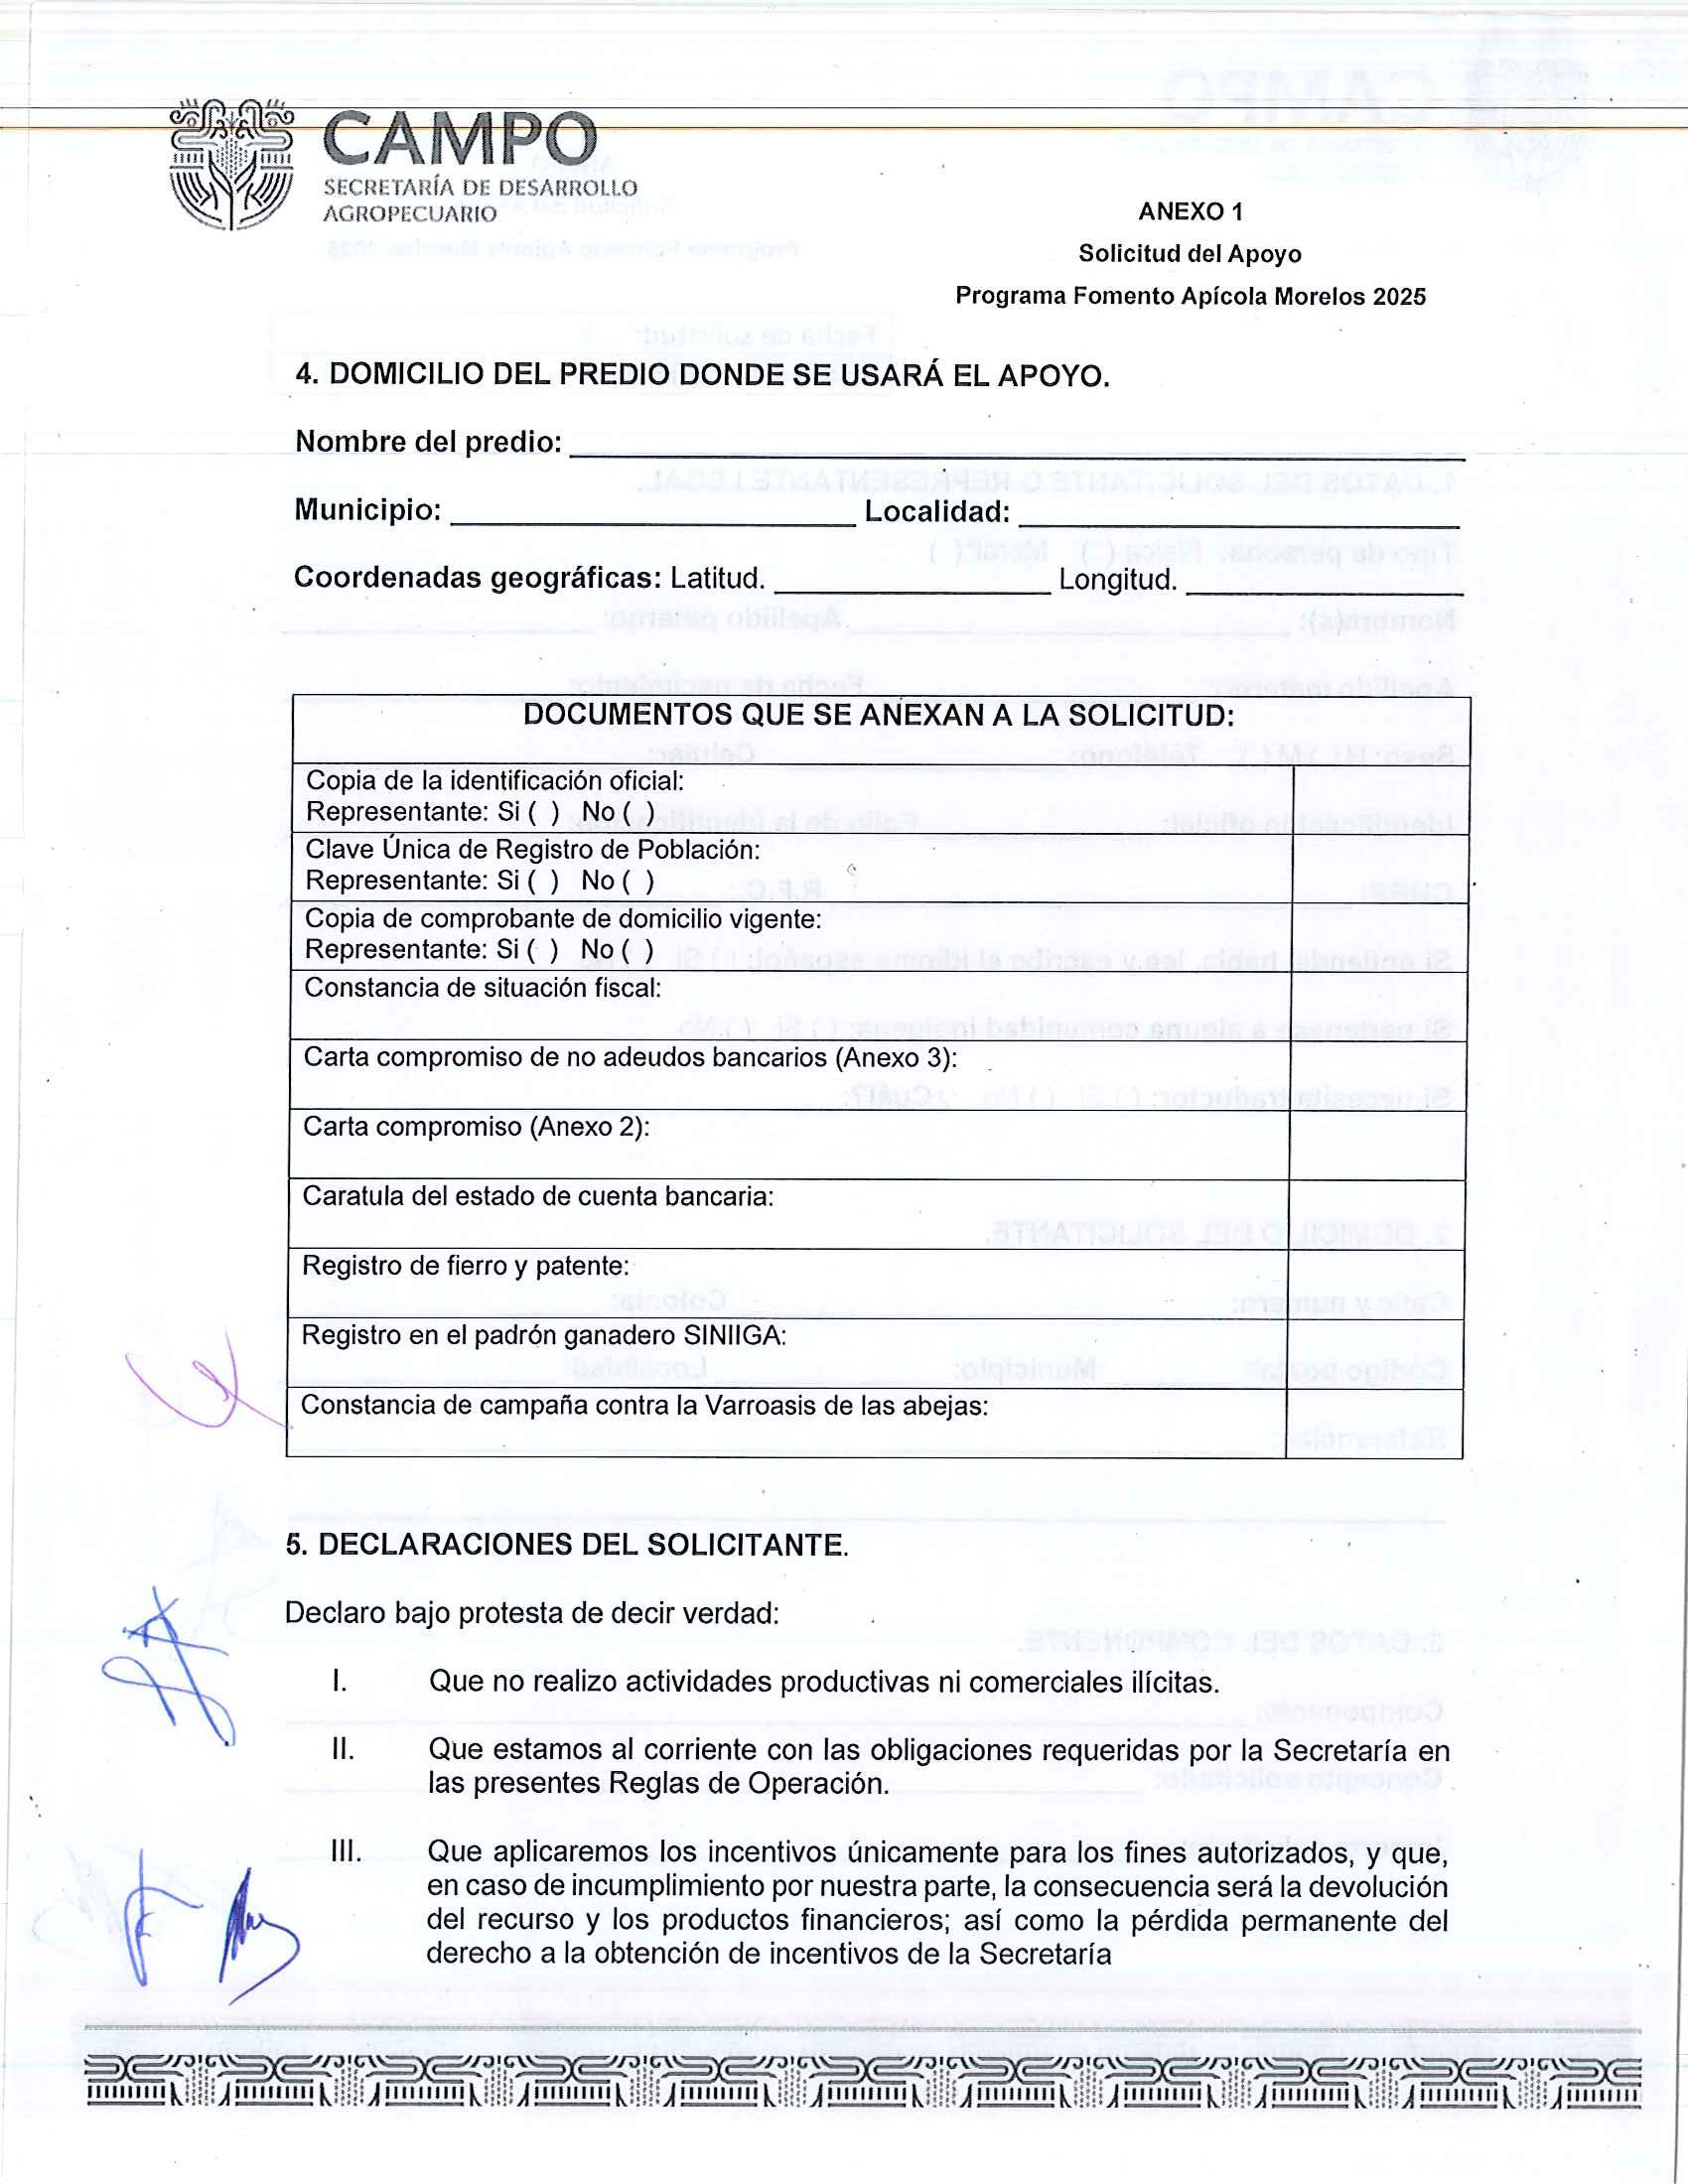 CAMPO
SECRETARÍA DE DESARROLLO
AGROPECUARIO
ANEXO 1
Solicitud del Apoyo
Programa Fomento Apícola Morelos 2025
4. DOMICILIO DEL PREDIO DONDE SE USARÁ EL APOYO.
Nombre del predio:
Municipio: Localidad:
Coordenadas geográficas: Latitud. Longitud.
DOCUMENTOS QUE SE ANEXAN A LA SOLICITUD:
Copia de la identificación oficial:
Representante: Si ( ) No ( )
Clave Única de Registro de Población:
Representante: Si ( ) No ( )
Copia de comprobante de domicilio vigente:
Representante: Si ( ) No ( )
Constancia de situación fiscal:
Carta compromiso de no adeudos bancarios (Anexo 3):
Carta compromiso (Anexo 2):
Caratula del estado de cuenta bancaria:
Registro de fierro y patente:
Registro en el padrón ganadero SINIIGA:
Constancia de campaña contra la Varroasis de las abejas:
5. DECLARACIONES DEL SOLICITANTE.
Declaro bajo protesta de decir verdad:
I. Que no realizo actividades productivas ni comerciales ilícitas.
II. Que estamos al corriente con las obligaciones requeridas por la Secretaría en
las presentes Reglas de Operación.
III. Que aplicaremos los incentivos únicamente para los fines autorizados, y que,
en caso de incumplimiento por nuestra parte, la consecuencia será la devolución
del recurso y los productos financieros; así como la pérdida permanente del
derecho a la obtención de incentivos de la Secretaría